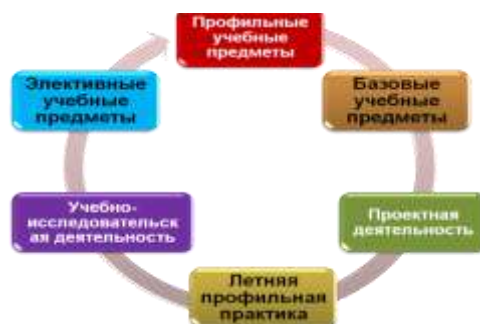 Профильные
учебные
предметы
Базовые
учебные
предметы
Проектная
деятельность
Летняя
профильная
практика
Учебно-
исследовательск
ая деятельность
Элективные
учебные
предметы